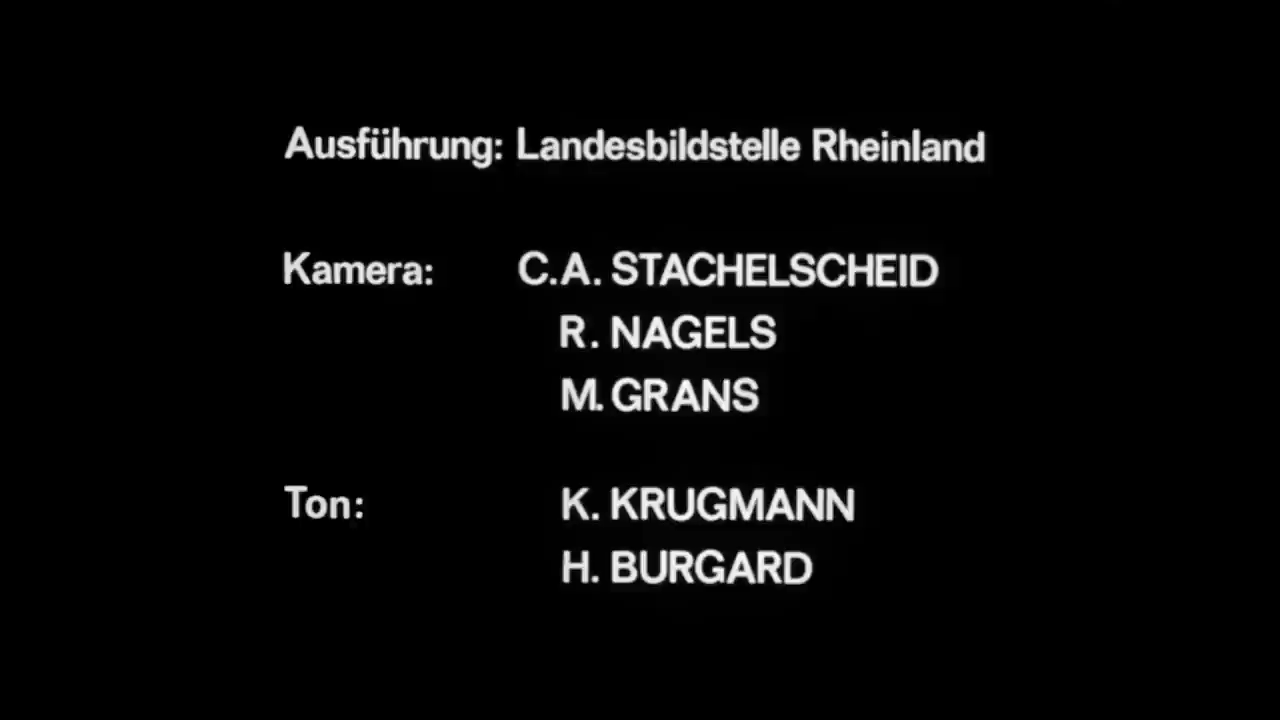 Ausführung: Landesbildstelle Rheinland
Kamera: C.A. STACHELSCHEID
R. NAGELS
M. GRANS
Ton: K. KRUGMANN
H. BURGARD